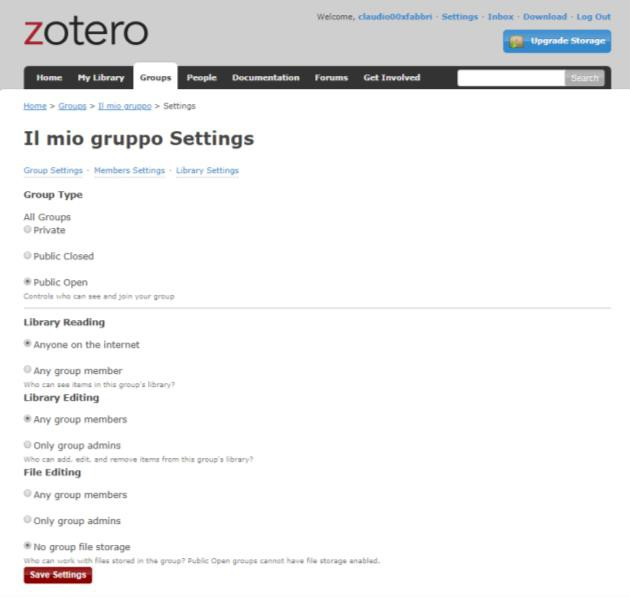 zotero
Welcome, claudio00xfabbri · Settings · Inbox · Download · Log Out
Upgrade Storage
Home My Library Groups People Documentation Forums Get Involved Search
Home > Groups > Il mio gruppo > Settings
Il mio gruppo Settings
Group Settings · Members Settings · Library Settings
Group Type
All Groups
Private
Public Closed
Public Open
Controls who can see and join your group
Library Reading
Anyone on the internet
Any group member
Who can see items in this group's library?
Library Editing
Any group members
Only group admins
Who can add, edit, and remove items from this group's library?
File Editing
Any group members
Only group admins
No group file storage
Who can work with files stored in the group? Public Open groups cannot have file storage enabled.
Save Settings